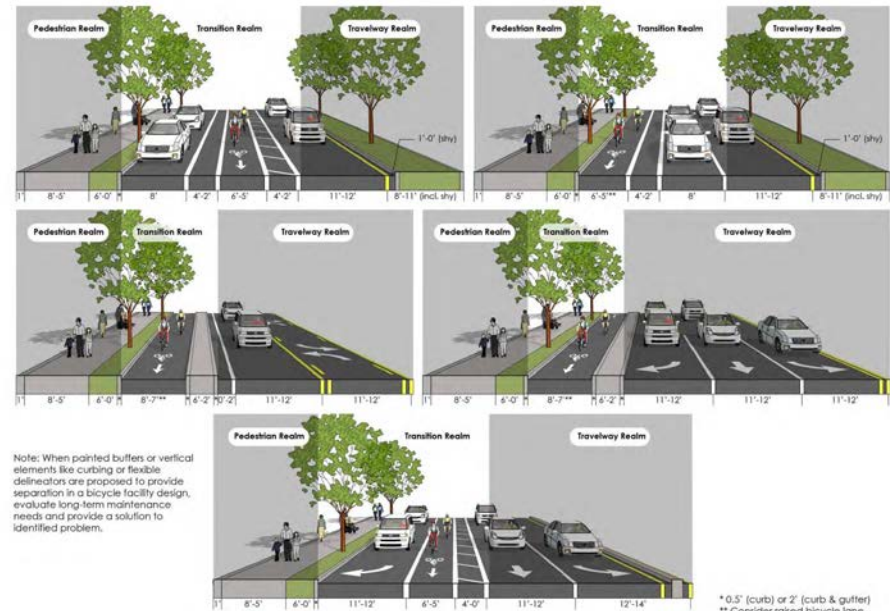 Pedestrian Realm Transition Realm Travelway Realm
1'-0" (shy)
1' 8'-5' 6'-0' * 8' 4'-2' 6'-5' 4'-2' 11'-12' 8'-11' (incl. shy)
Pedestrian Realm Transition Realm Travelway Realm
1'-0" (shy)
1' 8'-5' 6'-0' * 6'-5'** 4'-2' 8' 11'-12' 8'-11' (incl. shy)
Pedestrian Realm Transition Realm Travelway Realm
1' 8'-5' 6'-0' * 8'-7'** * 6'-2' *0'-2' 11'-12' 11'-12'
Pedestrian Realm Transition Realm Travelway Realm
1' 8'-5' 6'-0' * 8'-7'** * 6'-2' * 11'-12' 11'-12' 11'-12'
Note: When painted buffers or vertical
elements like curbing or flexible
delineators are proposed to provide
separation in a bicycle facility design,
evaluate long-term maintenance
needs and provide a solution to
identified problem.
Pedestrian Realm Transition Realm Travelway Realm
1' 8'-5' 6'-0' * 11'-12' 6'-5' 4'-0' 11'-12' 12'-14'
* 0.5' (curb) or 2' (curb & gutter)
** Consider raised bicycle lane